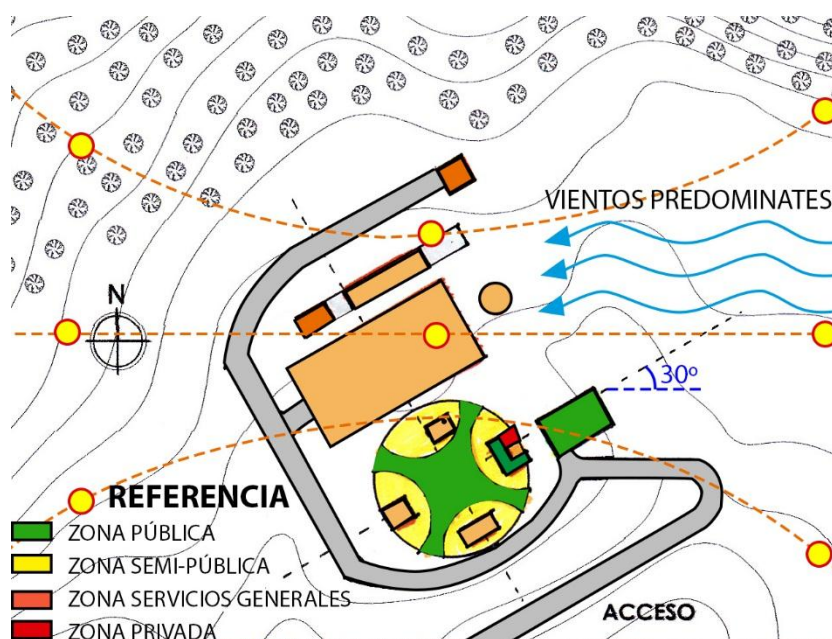 VIENTOS PREDOMINATES
N
30º
REFERENCIA
ZONA PÚBLICA
ZONA SEMI-PÚBLICA
ZONA SERVICIOS GENERALES
ZONA PRIVADA
ACCESO